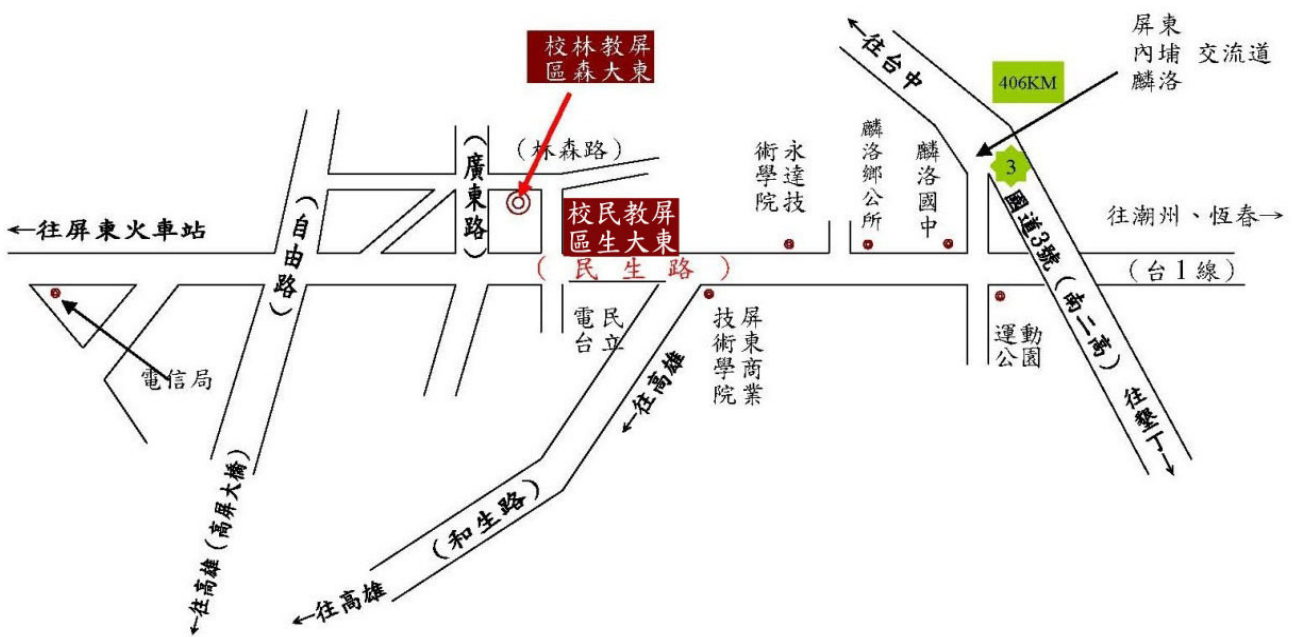 屏東
教大
林森
校區
往台中
406KM
屏東
內埔 交流道
麟洛
(林森路)
(廣東路)
(自由路)
←往屏東火車站
屏東
教大
民生
校區
(民生路)
永達技
術學院
麟洛鄉公所
麟洛國中
3
國道3號(南二高)
往墾丁→
往潮州、恆春→
(台1線)
電信局
民立
電台
屏東商業
技術學院
運動
公園
←往高雄
(和生路)
←往高雄
←往高雄(高屏大橋)